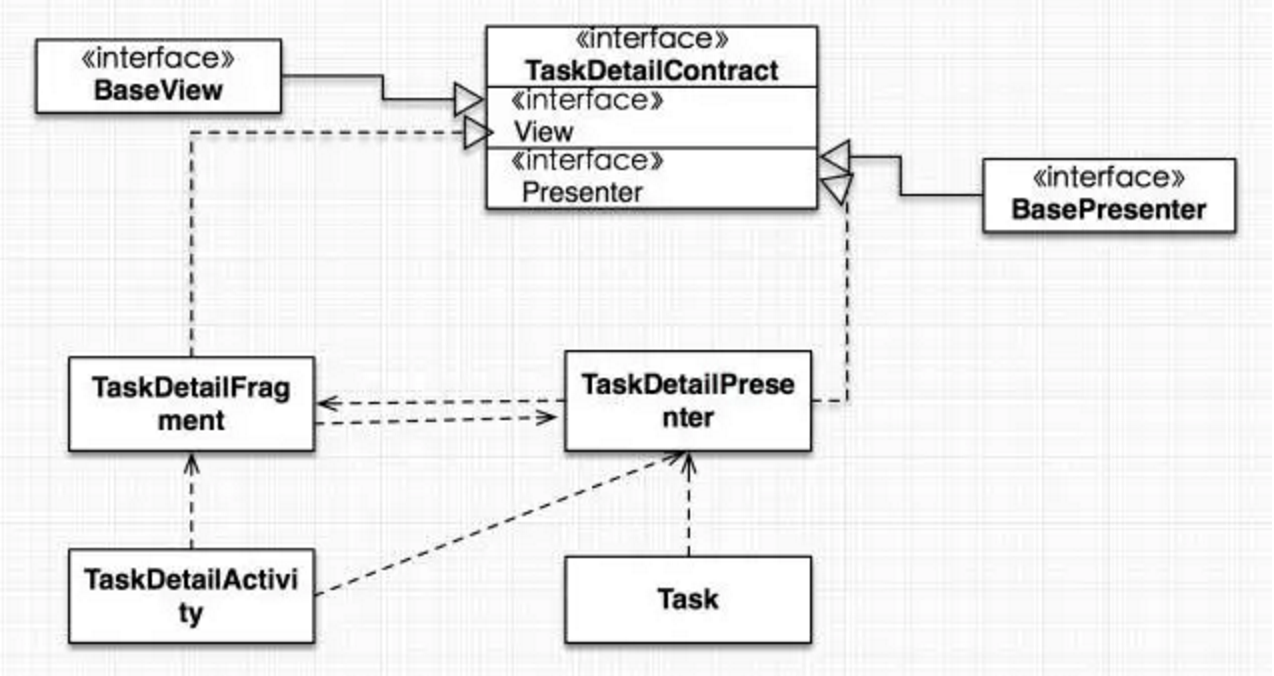 «interface»
BaseView
«interface»
TaskDetailContract
«interface»
View
«interface»
Presenter
«interface»
BasePresenter
TaskDetailFrag
ment
TaskDetailPrese
nter
TaskDetailActivi
ty
Task